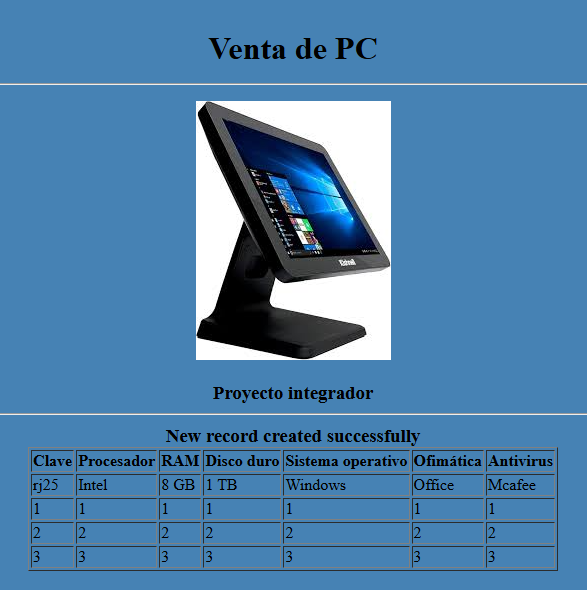 Venta de PC
Proyecto integrador
New record created successfully
Clave Procesador RAM Disco duro Sistema operativo Ofimática Antivirus
rj25 Intel 8 GB 1 TB Windows Office Mcafee
1 1 1 1 1 1 1
2 2 2 2 2 2 2
3 3 3 3 3 3 3